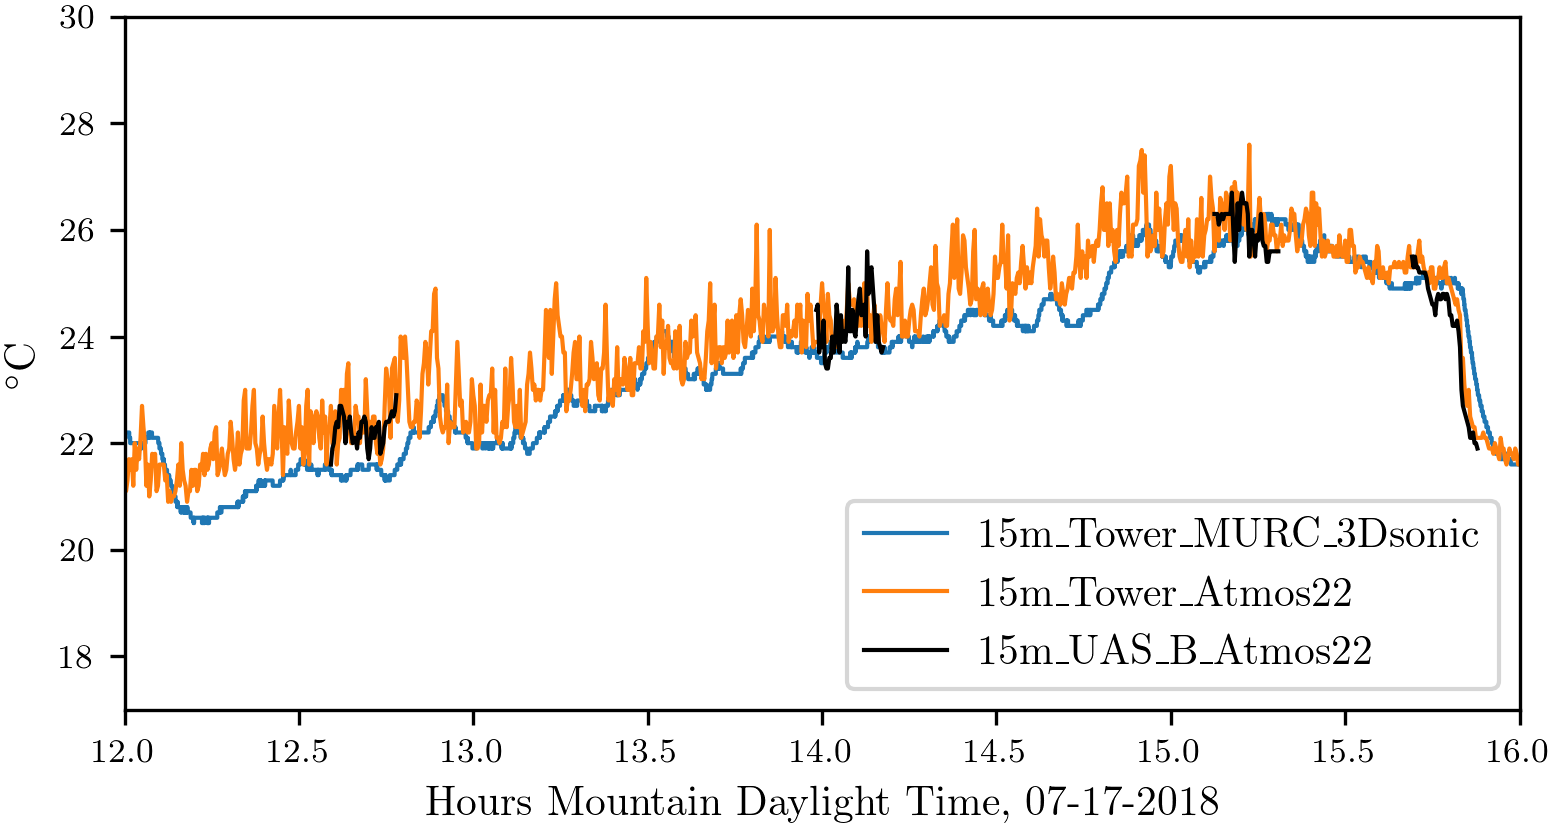 30
28
26
24
22
20
18
°C
15m_Tower_MURC_3Dsonic
15m_Tower_Atmos22
15m_UAS_B_Atmos22
12.0 12.5 13.0 13.5 14.0 14.5 15.0 15.5 16.0
Hours Mountain Daylight Time, 07-17-2018